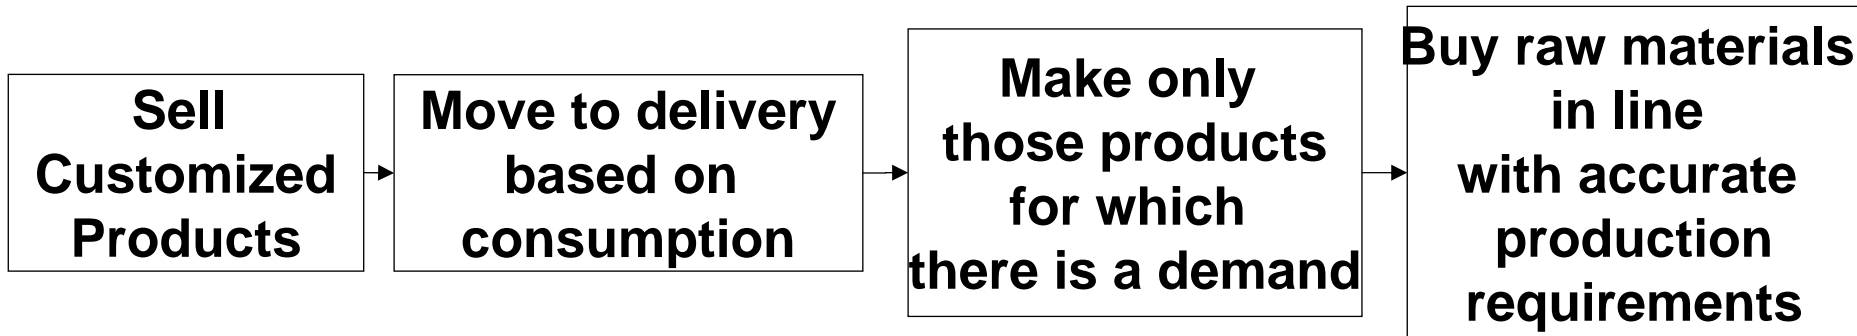 Sell
Customized
Products
Move to delivery
based on
consumption
Make only
those products
for which
there is a demand
Buy raw materials
in line
with accurate
production
requirements